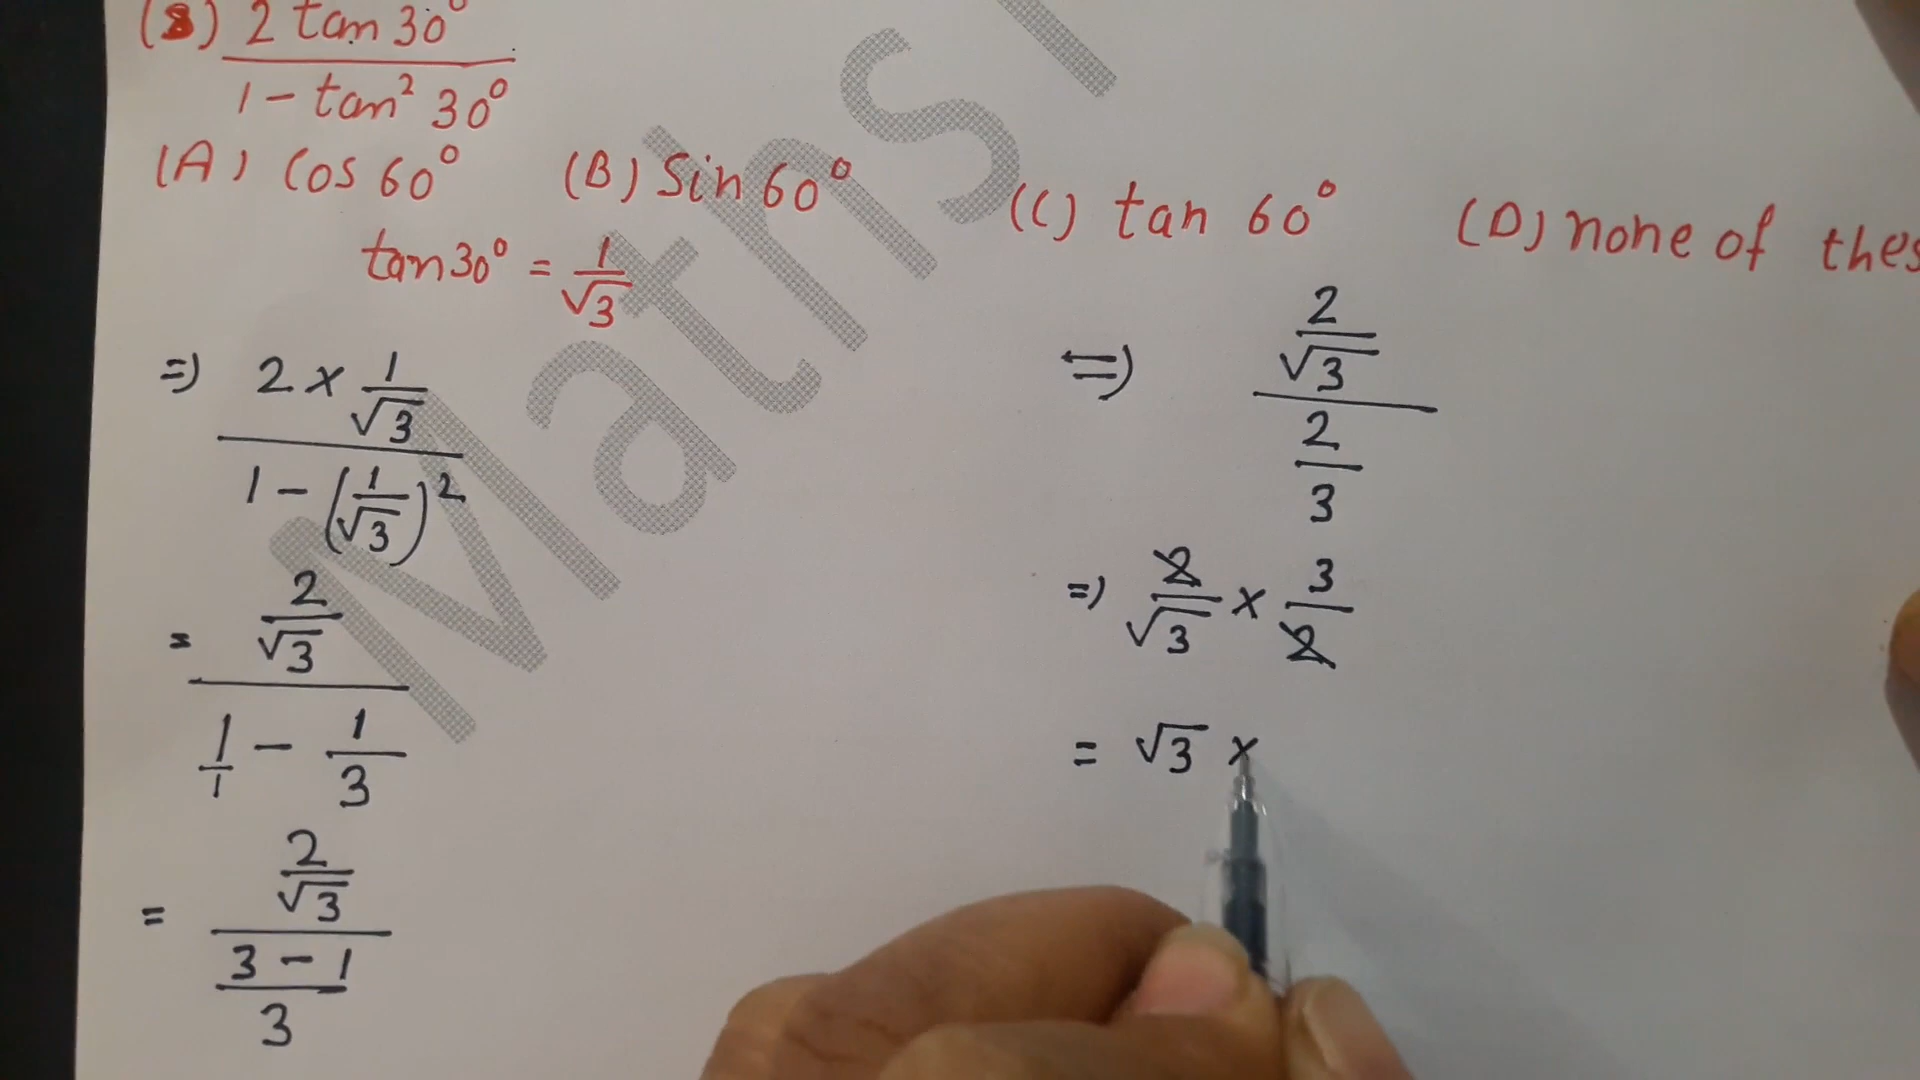 (8) 2 tan 30°
1 - tan² 30°
(A) Cos 60° (B) Sin 60° (C) tan 60° (D) none of thes
tan 30° = 1/√3
=) 2 × 1/√3
1 - (1/√3)²
= 2/√3
1/1 - 1/3
= 2/√3
3 - 1
3
⇐) 2/√3
2/3
=) 2/√3 × 3/2
= √3 ×
Maths